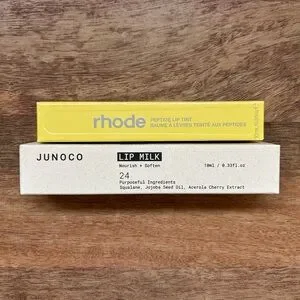 rhode
PEPTIDE LIP TINT
BAUME À LÈVRES TEINTÉ AUX PEPTIDES
JUNOCO
LIP MILK
Nourish + Soften
10ml / 0.33fl.oz
24
Purposeful Ingredients
Squalane, Jojoba Seed Oil, Acerola Cherry Extract